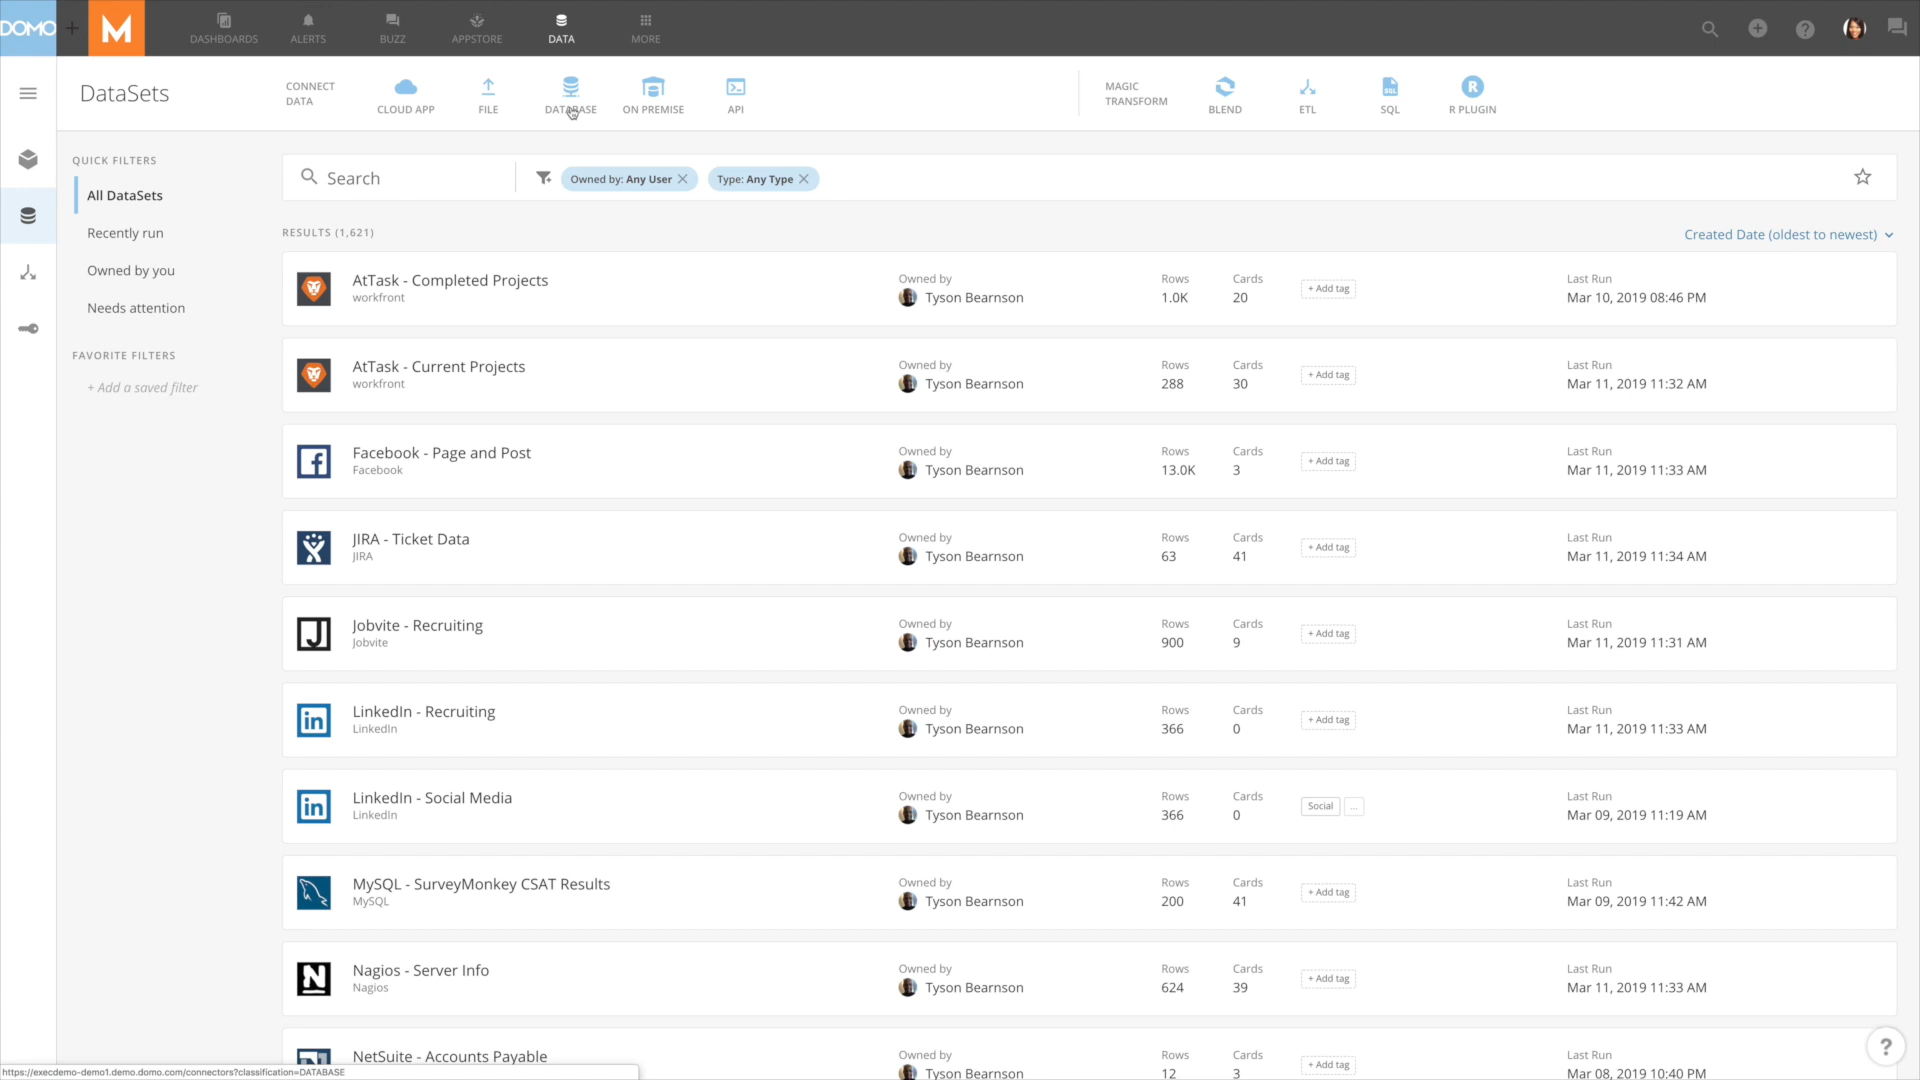 DOMO
M
DASHBOARDS
ALERTS
BUZZ
APPSTORE
DATA
MORE
DataSets
CONNECT
DATA
CLOUD APP
FILE
DATABASE
ON PREMISE
API
MAGIC
TRANSFORM
BLEND
ETL
SQL
SQL
R
R PLUGIN
QUICK FILTERS
All DataSets
Recently run
Owned by you
Needs attention
FAVORITE FILTERS
+ Add a saved filter
Search
Owned by: Any User
Type: Any Type
RESULTS (1,621)
Created Date (oldest to newest)
AtTask - Completed Projects
workfront
Owned by
Tyson Bearnson
Rows
1.0K
Cards
20
+ Add tag
Last Run
Mar 10, 2019 08:46 PM
AtTask - Current Projects
workfront
Owned by
Tyson Bearnson
Rows
288
Cards
30
+ Add tag
Last Run
Mar 11, 2019 11:32 AM
Facebook - Page and Post
Facebook
Owned by
Tyson Bearnson
Rows
13.0K
Cards
3
+ Add tag
Last Run
Mar 11, 2019 11:33 AM
JIRA - Ticket Data
JIRA
Owned by
Tyson Bearnson
Rows
63
Cards
41
+ Add tag
Last Run
Mar 11, 2019 11:34 AM
Jobvite - Recruiting
Jobvite
Owned by
Tyson Bearnson
Rows
900
Cards
9
+ Add tag
Last Run
Mar 11, 2019 11:31 AM
in
LinkedIn - Recruiting
LinkedIn
Owned by
Tyson Bearnson
Rows
366
Cards
0
+ Add tag
Last Run
Mar 11, 2019 11:33 AM
in
LinkedIn - Social Media
LinkedIn
Owned by
Tyson Bearnson
Rows
366
Cards
0
Social
...
Last Run
Mar 09, 2019 11:19 AM
MySQL - SurveyMonkey CSAT Results
MySQL
Owned by
Tyson Bearnson
Rows
200
Cards
41
+ Add tag
Last Run
Mar 09, 2019 11:42 AM
N
Nagios - Server Info
Nagios
Owned by
Tyson Bearnson
Rows
624
Cards
39
+ Add tag
Last Run
Mar 11, 2019 11:33 AM
NetSuite - Accounts Payable
Owned by
Tyson Bearnson
Rows
12
Cards
3
+ Add tag
Last Run
Mar 08, 2019 10:40 PM
?
https://execdemo-demo1.demo.domo.com/connectors?classification=DATABASE